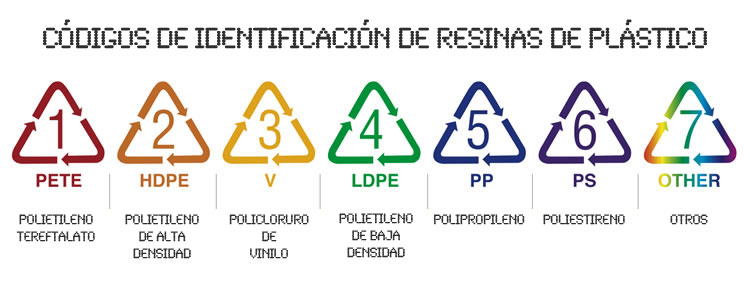 CÓDIGOS DE IDENTIFICACIÓN DE RESINAS DE PLÁSTICO
1
PETE
POLIETILENO
TEREFTALATO
2
HDPE
POLIETILENO
DE ALTA
DENSIDAD
3
V
POLICLORURO
DE
VINILO
4
LDPE
POLIETILENO
DE BAJA
DENSIDAD
5
PP
POLIPROPILENO
6
PS
POLIESTIRENO
7
OTHER
OTROS